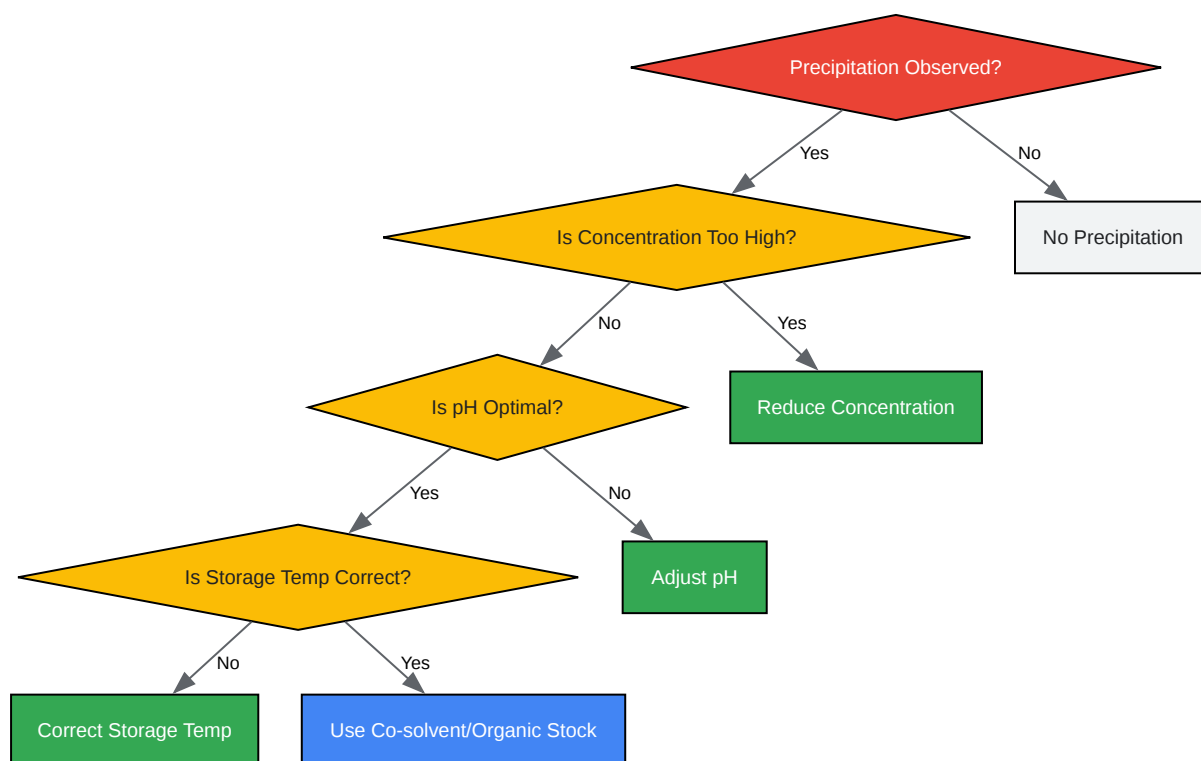 Precipitation Observed?
Yes
No
Is Concentration Too High?
No Precipitation
No
Yes
Is pH Optimal?
Reduce Concentration
Yes
No
Is Storage Temp Correct?
Adjust pH
No
Yes
Correct Storage Temp
Use Co-solvent/Organic Stock